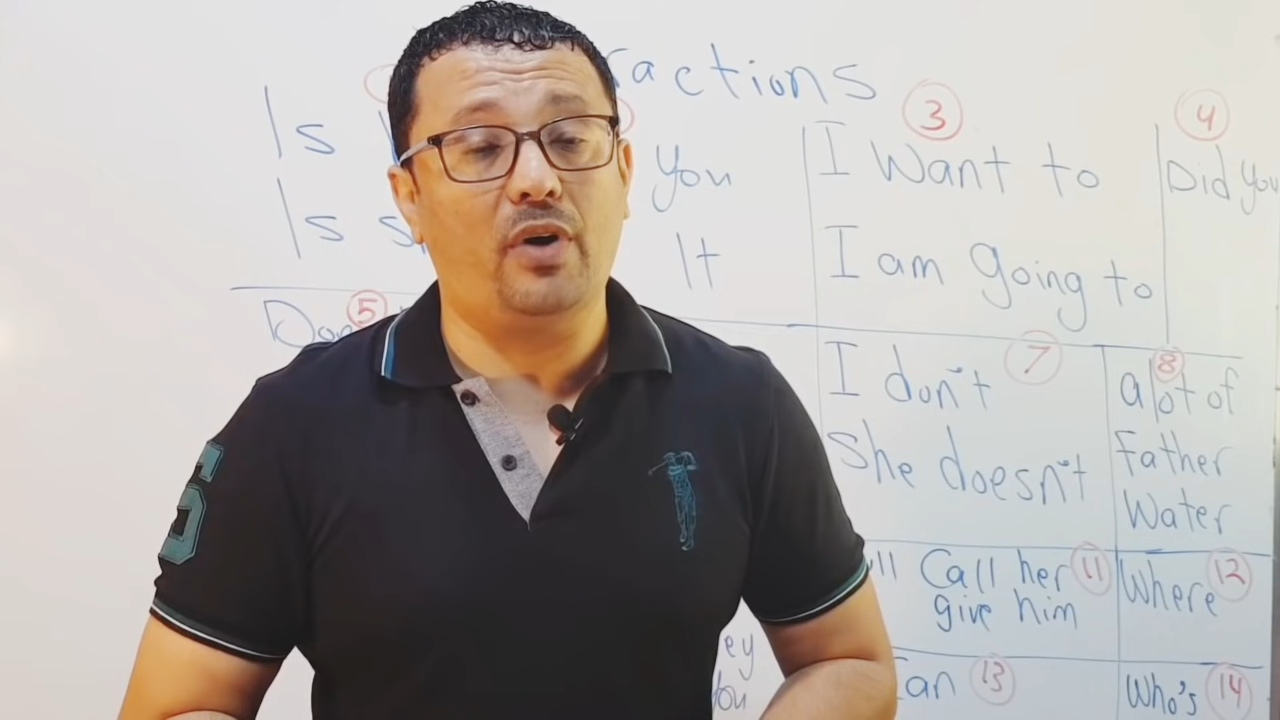 ractions
3
4
Is
you
I Want to
Did you
Is s
It
I am going to
5
Don
7
8
I don't
a lot of
She doesn't
Father
Water
ll Call her 11
give him
Where 12
ey
ou
an 13
Who's 14